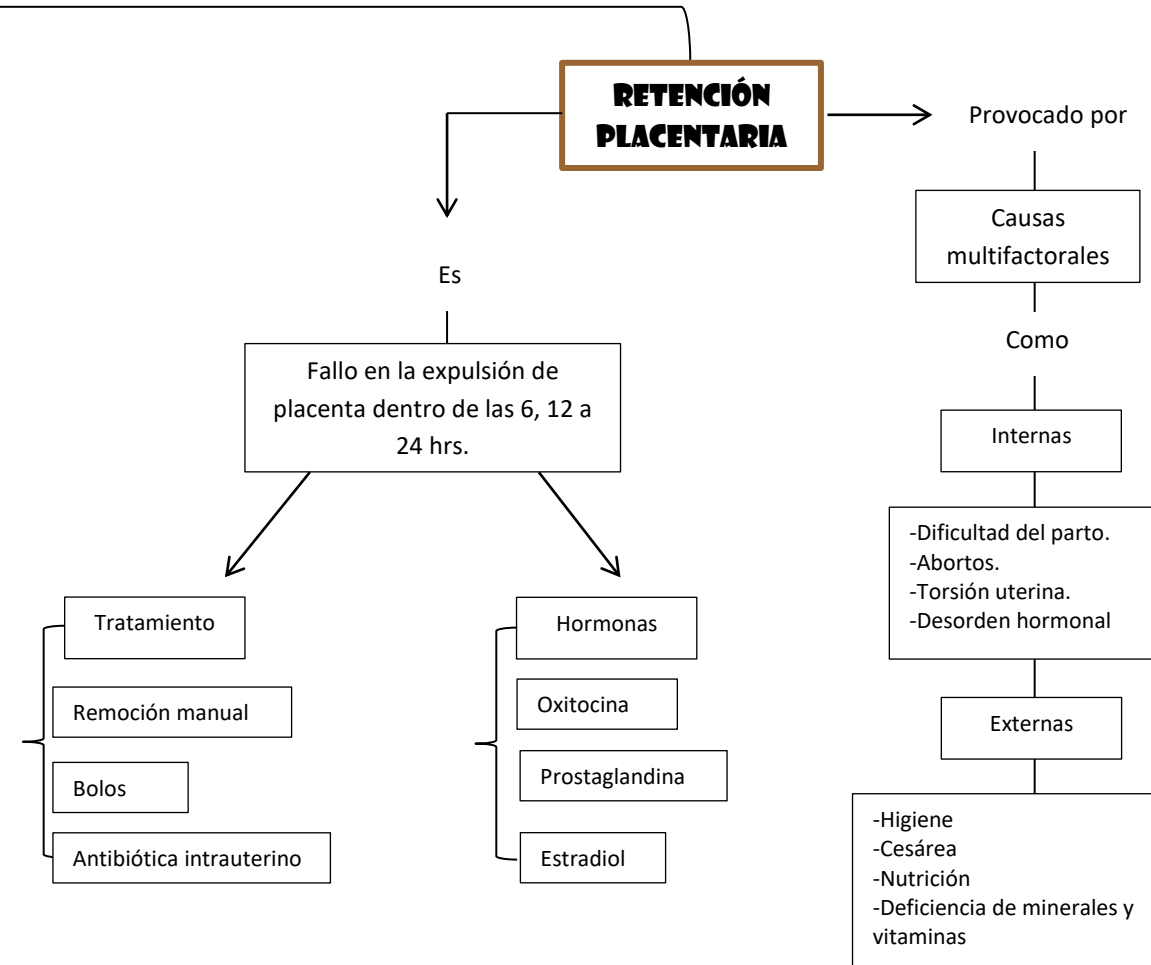 RETENCIÓN
PLACENTARIA
Provocado por
Causas
multifactorales
Como
Internas
-Dificultad del parto.
-Abortos.
-Torsión uterina.
-Desorden hormonal
Externas
-Higiene
-Cesárea
-Nutrición
-Deficiencia de minerales y
vitaminas
Es
Fallo en la expulsión de
placenta dentro de las 6, 12 a
24 hrs.
Tratamiento
Remoción manual
Bolos
Antibiótica intrauterino
Hormonas
Oxitocina
Prostaglandina
Estradiol